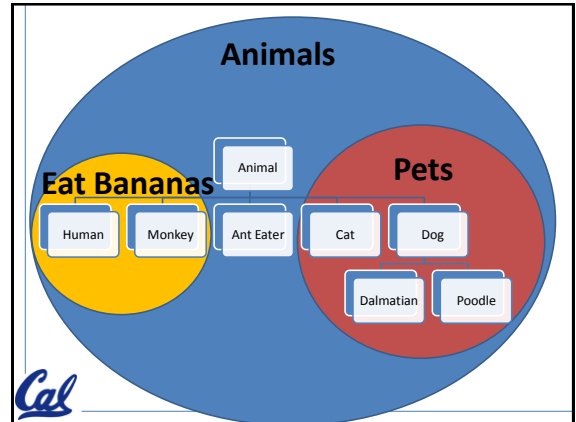 Animals
Animal
Eat Bananas
Pets
Human
Monkey
Ant Eater
Cat
Dog
Dalmatian
Poodle
Cal